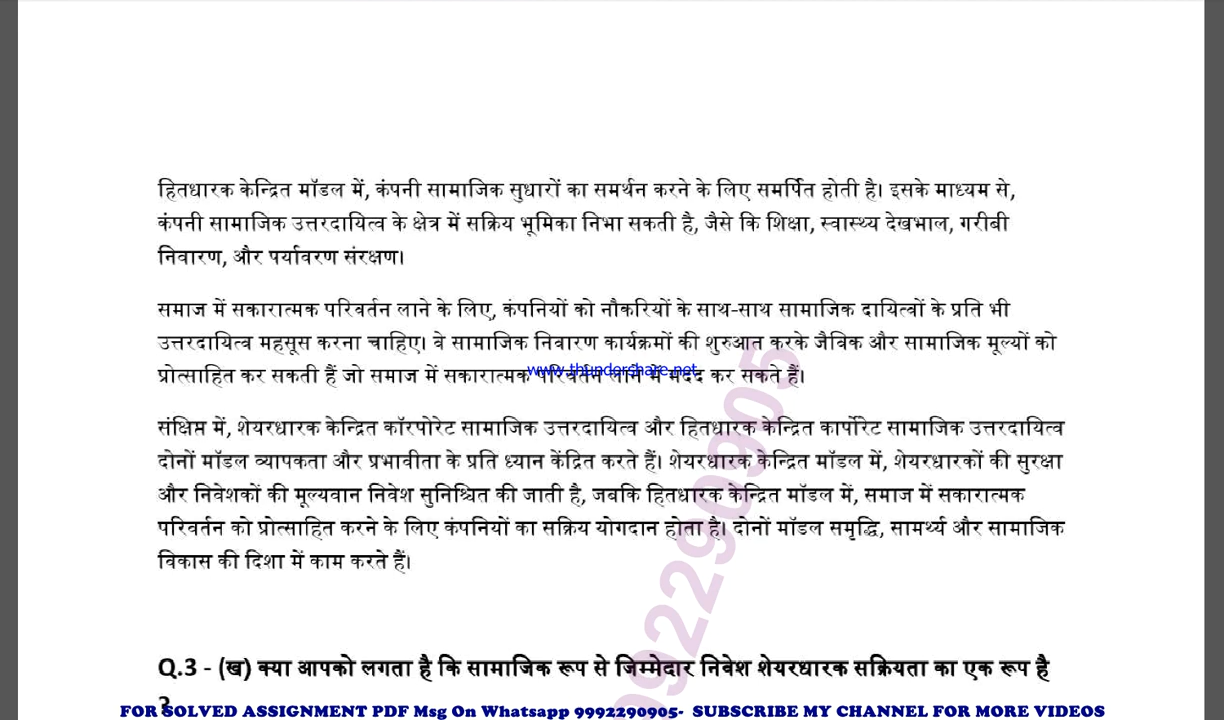 हितधारक केन्द्रित मॉडल में, कंपनी सामाजिक सुधारों का समर्थन करने के लिए समर्पित होती है। इसके माध्यम से,
कंपनी सामाजिक उत्तरदायित्व के क्षेत्र में सक्रिय भूमिका निभा सकती है, जैसे कि शिक्षा, स्वास्थ्य देखभाल, गरीबी
निवारण, और पर्यावरण संरक्षण।
समाज में सकारात्मक परिवर्तन लाने के लिए, कंपनियों को नौकरियों के साथ-साथ सामाजिक दायित्वों के प्रति भी
उत्तरदायित्व महसूस करना चाहिए। वे सामाजिक निवारण कार्यक्रमों की शुरुआत करके जैविक और सामाजिक मूल्यों को
प्रोत्साहित कर सकती हैं जो समाज में सकारात्मक परिवर्तन लाने में मदद कर सकते हैं।
www.thundershare.net
संक्षिप्त में, शेयरधारक केन्द्रित कॉरपोरेट सामाजिक उत्तरदायित्व और हितधारक केन्द्रित कार्पोरेट सामाजिक उत्तरदायित्व
दोनों मॉडल व्यापकता और प्रभावीता के प्रति ध्यान केंद्रित करते हैं। शेयरधारक केन्द्रित मॉडल में, शेयरधारकों की सुरक्षा
और निवेशकों की मूल्यवान निवेश सुनिश्चित की जाती है, जबकि हितधारक केन्द्रित मॉडल में, समाज में सकारात्मक
परिवर्तन को प्रोत्साहित करने के लिए कंपनियों का सक्रिय योगदान होता है। दोनों मॉडल समृद्धि, सामर्थ्य और सामाजिक
विकास की दिशा में काम करते हैं।
9992290905
Q.3 - (ख) क्या आपको लगता है कि सामाजिक रूप से जिम्मेदार निवेश शेयरधारक सक्रियता का एक रूप है
?
FOR SOLVED ASSIGNMENT PDF Msg On Whatsapp 9992290905- SUBSCRIBE MY CHANNEL FOR MORE VIDEOS